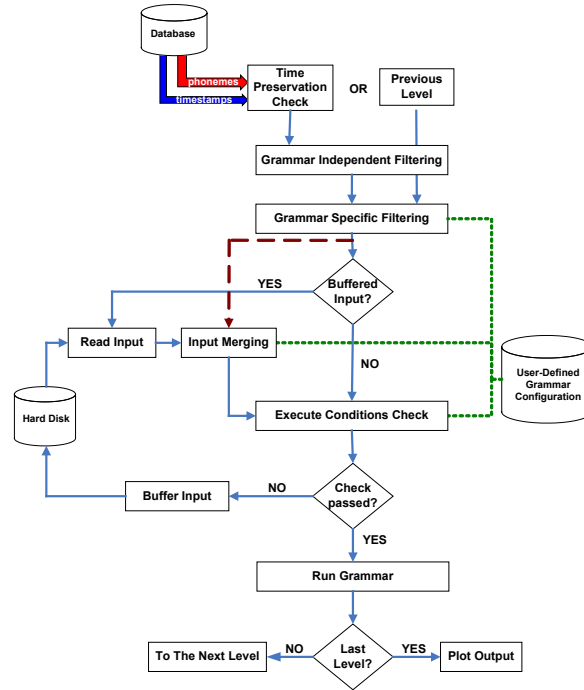 Database
phonemes
timestamps
Time
Preservation
Check
OR
Previous
Level
Grammar Independent Filtering
Grammar Specific Filtering
YES
Buffered
Input?
Read Input
Input Merging
NO
User-Defined
Grammar
Configuration
Hard Disk
Execute Conditions Check
Buffer Input
NO
Check
passed?
YES
Run Grammar
To The Next Level
NO
Last
Level?
YES
Plot Output